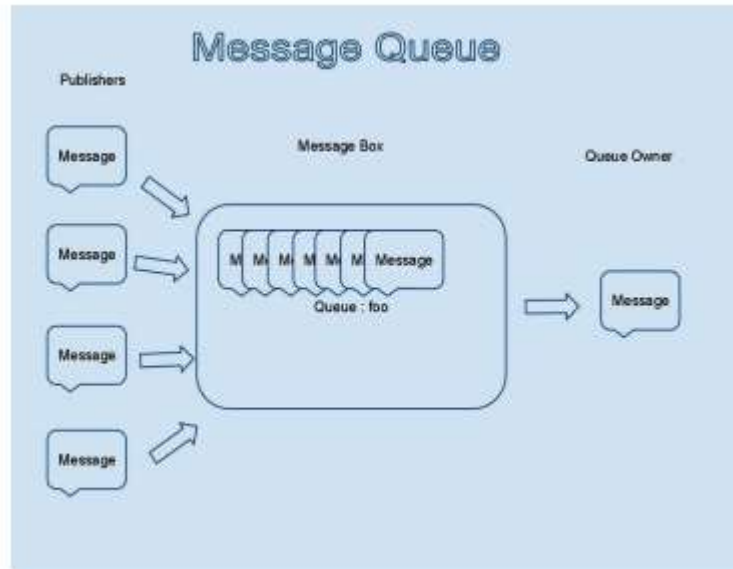 Message Queue
Publishers
Message Box
Queue Owner
Message
Message
Message
Message
M M M M M M Message
Queue : foo
Message